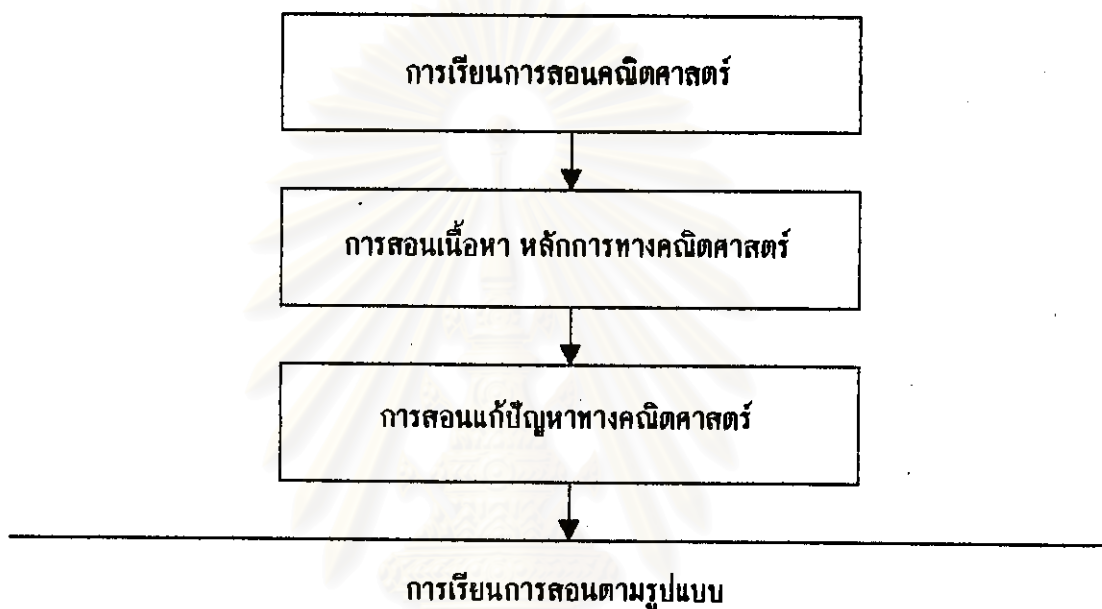 การเรียนการสอนคณิตศาสตร์
การสอนเนื้อหา หลักการทางคณิตศาสตร์
การสอนแก้ปัญหาทางคณิตศาสตร์
การเรียนการสอนตามรูปแบบ